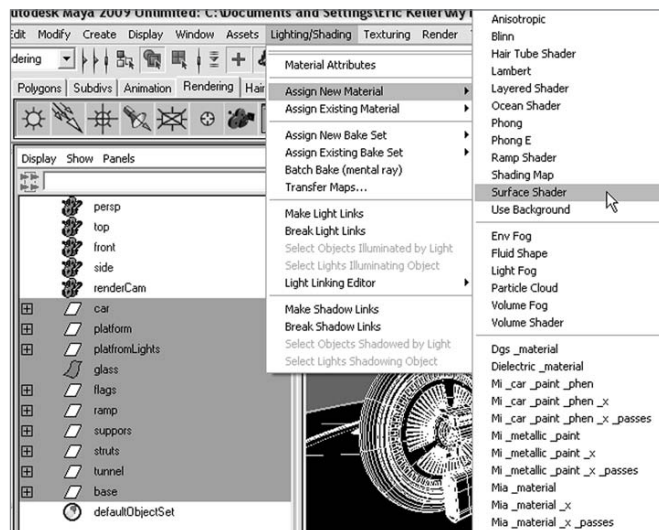 utodesk Maya 2009 Unlimited: C:\Documents and Settings\Eric Keller\My
Edit Modify Create Display Window Assets Lighting/Shading Texturing Render
dering
Polygons Subdivs Animation Rendering Hair
Display Show Panels
persp
top
front
side
renderCam
car
platform
platfromLights
glass
flags
ramp
suppors
struts
tunnel
base
defaultObjectSet
Material Attributes
Assign New Material
Assign Existing Material
Assign New Bake Set
Assign Existing Bake Set
Batch Bake (mental ray)
Transfer Maps...
Make Light Links
Break Light Links
Select Objects Illuminated by Light
Select Lights Illuminating Object
Light Linking Editor
Make Shadow Links
Break Shadow Links
Select Objects Shadowed by Light
Select Lights Shadowing Object
Anisotropic
Blinn
Hair Tube Shader
Lambert
Layered Shader
Ocean Shader
Phong
Phong E
Ramp Shader
Shading Map
Surface Shader
Use Background
Env Fog
Fluid Shape
Light Fog
Particle Cloud
Volume Fog
Volume Shader
Dgs _material
Dielectric _material
Mi _car _paint _phen
Mi _car _paint _phen _x
Mi _car _paint _phen _x _passes
Mi _metallic _paint
Mi _metallic _paint _x
Mi _metallic _paint _x _passes
Mia _material
Mia _material _x
Mia _material _x _passes